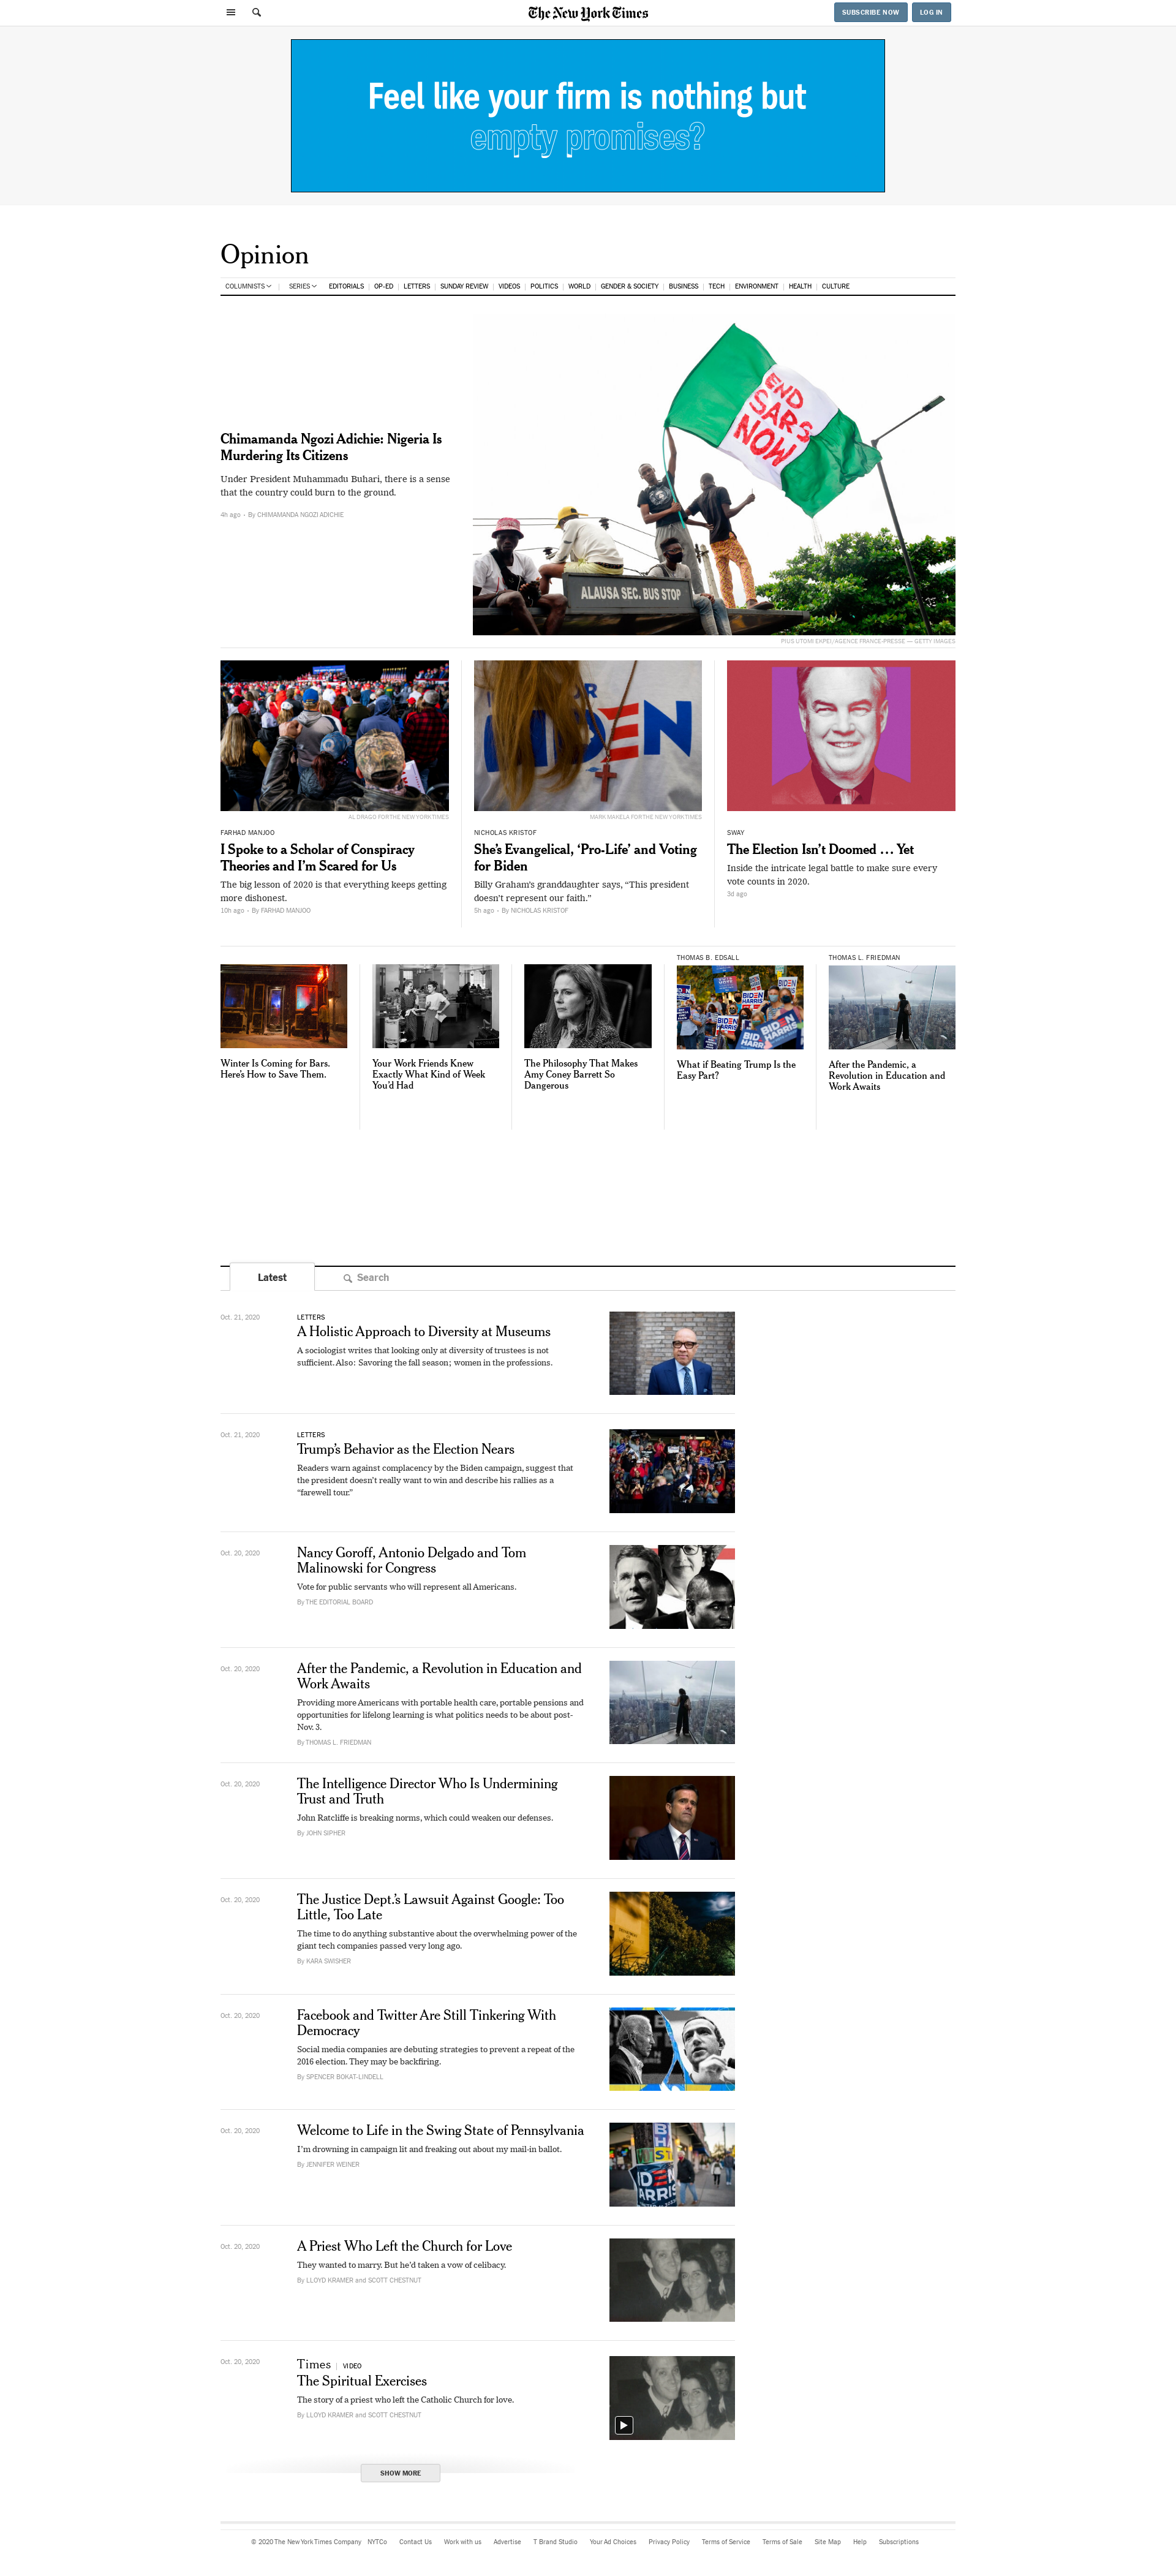 The New York Times
SUBSCRIBE NOW
LOG IN
Feel like your firm is nothing but
empty promises?
Opinion
COLUMNISTS | SERIES EDITORIALS | OP-ED | LETTERS | SUNDAY REVIEW | VIDEOS | POLITICS | WORLD | GENDER & SOCIETY | BUSINESS | TECH | ENVIRONMENT | HEALTH | CULTURE
END
SARS
NOW
ALAUSA SEC. BUS STOP
Chimamanda Ngozi Adichie: Nigeria Is
Murdering Its Citizens
Under President Muhammadu Buhari, there is a sense
that the country could burn to the ground.
4h ago • By CHIMAMANDA NGOZI ADICHIE
PIUS UTOMI EKPEI/AGENCE FRANCE-PRESSE — GETTY IMAGES
AL DRAGO FOR THE NEW YORK TIMES
FARHAD MANJOO
I Spoke to a Scholar of Conspiracy
Theories and I’m Scared for Us
The big lesson of 2020 is that everything keeps getting
more dishonest.
10h ago • By FARHAD MANJOO
BIDEN
MARK MAKELA FOR THE NEW YORK TIMES
NICHOLAS KRISTOF
She’s Evangelical, ‘Pro-Life’ and Voting
for Biden
Billy Graham’s granddaughter says, “This president
doesn’t represent our faith.”
5h ago • By NICHOLAS KRISTOF
SWAY
The Election Isn’t Doomed … Yet
Inside the intricate legal battle to make sure every
vote counts in 2020.
3d ago
Winter Is Coming for Bars.
Here’s How to Save Them.
Your Work Friends Knew
Exactly What Kind of Week
You’d Had
The Philosophy That Makes
Amy Coney Barrett So
Dangerous
THOMAS B. EDSALL
BIDEN
HARRIS
What if Beating Trump Is the
Easy Part?
THOMAS L. FRIEDMAN
After the Pandemic, a
Revolution in Education and
Work Awaits
Latest
Search
Oct. 21, 2020
LETTERS
A Holistic Approach to Diversity at Museums
A sociologist writes that looking only at diversity of trustees is not
sufficient. Also: Savoring the fall season; women in the professions.
Oct. 21, 2020
LETTERS
Trump’s Behavior as the Election Nears
Readers warn against complacency by the Biden campaign, suggest that
the president doesn’t really want to win and describe his rallies as a
“farewell tour.”
Oct. 20, 2020
Nancy Goroff, Antonio Delgado and Tom
Malinowski for Congress
Vote for public servants who will represent all Americans.
By THE EDITORIAL BOARD
Oct. 20, 2020
After the Pandemic, a Revolution in Education and
Work Awaits
Providing more Americans with portable health care, portable pensions and
opportunities for lifelong learning is what politics needs to be about post-
Nov. 3.
By THOMAS L. FRIEDMAN
Oct. 20, 2020
The Intelligence Director Who Is Undermining
Trust and Truth
John Ratcliffe is breaking norms, which could weaken our defenses.
By JOHN SIPHER
Oct. 20, 2020
The Justice Dept.’s Lawsuit Against Google: Too
Little, Too Late
The time to do anything substantive about the overwhelming power of the
giant tech companies passed very long ago.
By KARA SWISHER
Oct. 20, 2020
Facebook and Twitter Are Still Tinkering With
Democracy
Social media companies are debuting strategies to prevent a repeat of the
2016 election. They may be backfiring.
By SPENCER BOKAT-LINDELL
Oct. 20, 2020
Welcome to Life in the Swing State of Pennsylvania
I’m drowning in campaign lit and freaking out about my mail-in ballot.
By JENNIFER WEINER
Oct. 20, 2020
A Priest Who Left the Church for Love
They wanted to marry. But he’d taken a vow of celibacy.
By LLOYD KRAMER and SCOTT CHESTNUT
Oct. 20, 2020
Times | VIDEO
The Spiritual Exercises
The story of a priest who left the Catholic Church for love.
By LLOYD KRAMER and SCOTT CHESTNUT
SHOW MORE
© 2020 The New York Times Company NYTCo Contact Us Work with us Advertise T Brand Studio Your Ad Choices Privacy Policy Terms of Service Terms of Sale Site Map Help Subscriptions